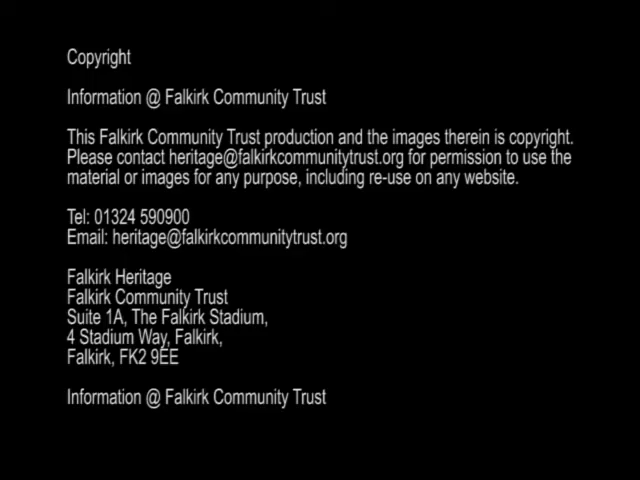 Copyright
Information @ Falkirk Community Trust
This Falkirk Community Trust production and the images therein is copyright.
Please contact heritage@falkirkcommunitytrust.org for permission to use the
material or images for any purpose, including re-use on any website.
Tel: 01324 590900
Email: heritage@falkirkcommunitytrust.org
Falkirk Heritage
Falkirk Community Trust
Suite 1A, The Falkirk Stadium,
4 Stadium Way, Falkirk,
Falkirk, FK2 9EE
Information @ Falkirk Community Trust